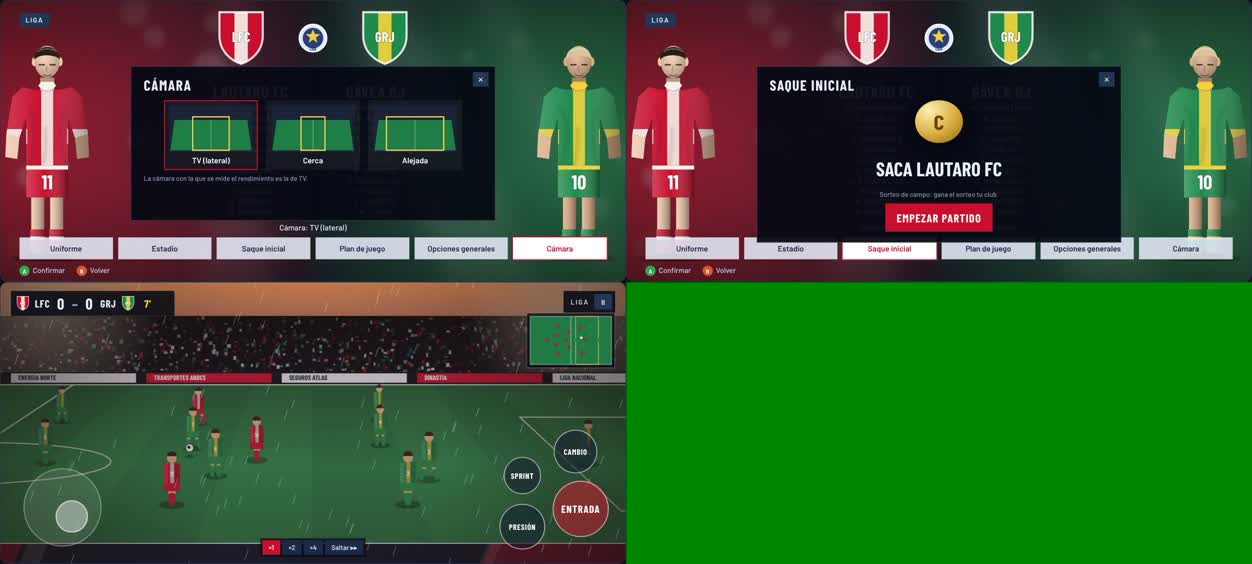 LIGA
LFC
GRJ
CÁMARA
×
TV (lateral)
Cerca
Alejada
La cámara con la que se mide el rendimiento es la de TV.
11
10
Cámara: TV (lateral)
Uniforme
Estadio
Saque inicial
Plan de juego
Opciones generales
Cámara
A Confirmar
B Volver
LIGA
LFC
GRJ
SAQUE INICIAL
×
C
SACA LAUTARO FC
Sorteo de campo: gana el sorteo tu club.
EMPEZAR PARTIDO
11
10
Uniforme
Estadio
Saque inicial
Plan de juego
Opciones generales
Cámara
A Confirmar
B Volver
LFC 0 – 0 GRJ 7'
LIGA
ENERGÍA NORTE
TRANSPORTES ANDES
SEGUROS ATLAS
DINASTÍA
LIGA NACIONAL
CAMBIO
SPRINT
ENTRADA
PRESIÓN
×1
×2
×4
Saltar ▸▸